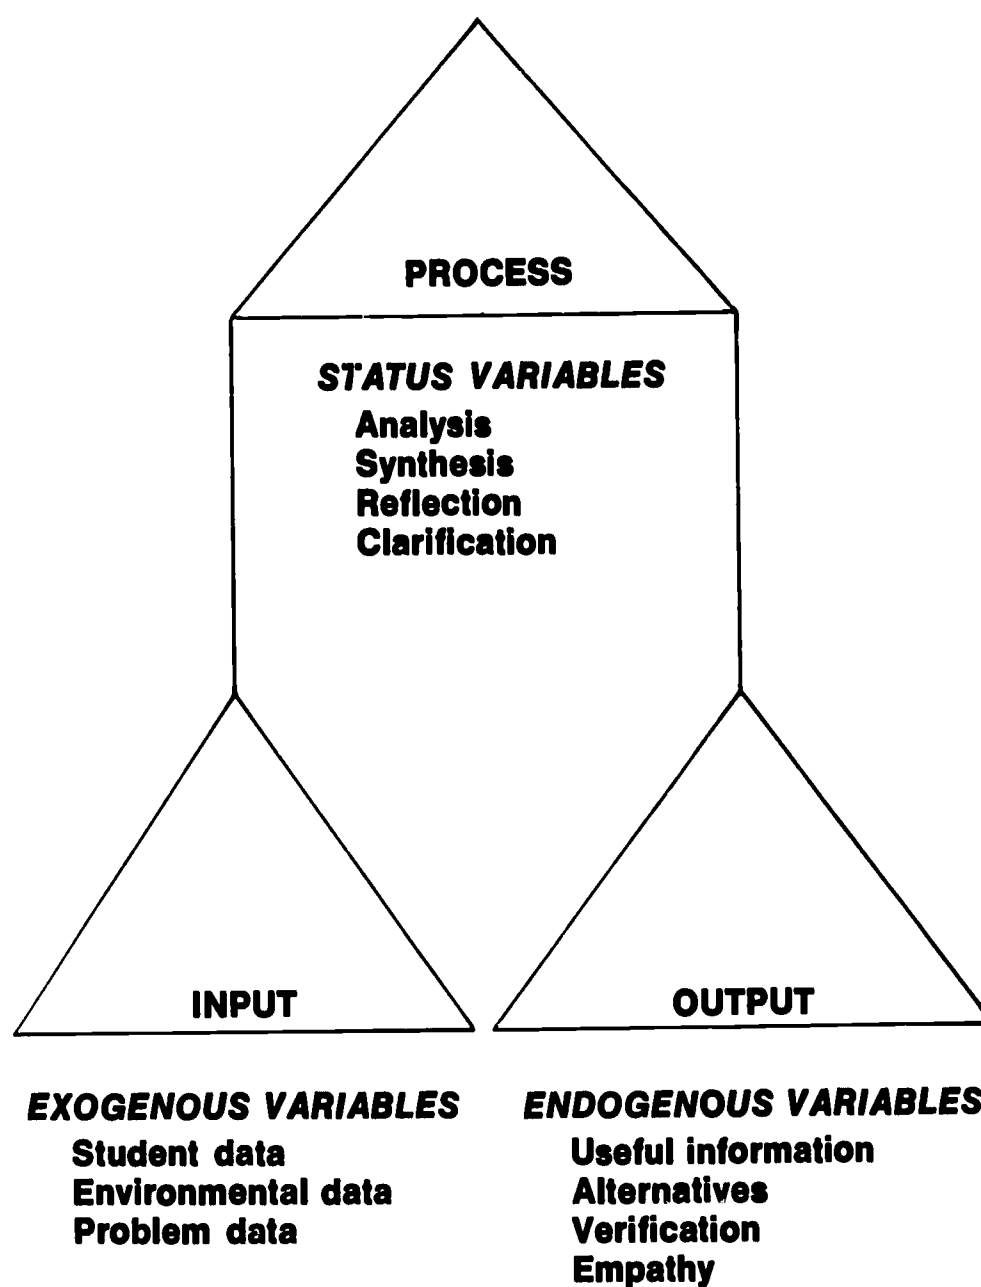 PROCESS
STATUS VARIABLES
Analysis
Synthesis
Reflection
Clarification
INPUT
OUTPUT
EXOGENOUS VARIABLES
Student data
Environmental data
Problem data
ENDOGENOUS VARIABLES
Useful information
Alternatives
Verification
Empathy